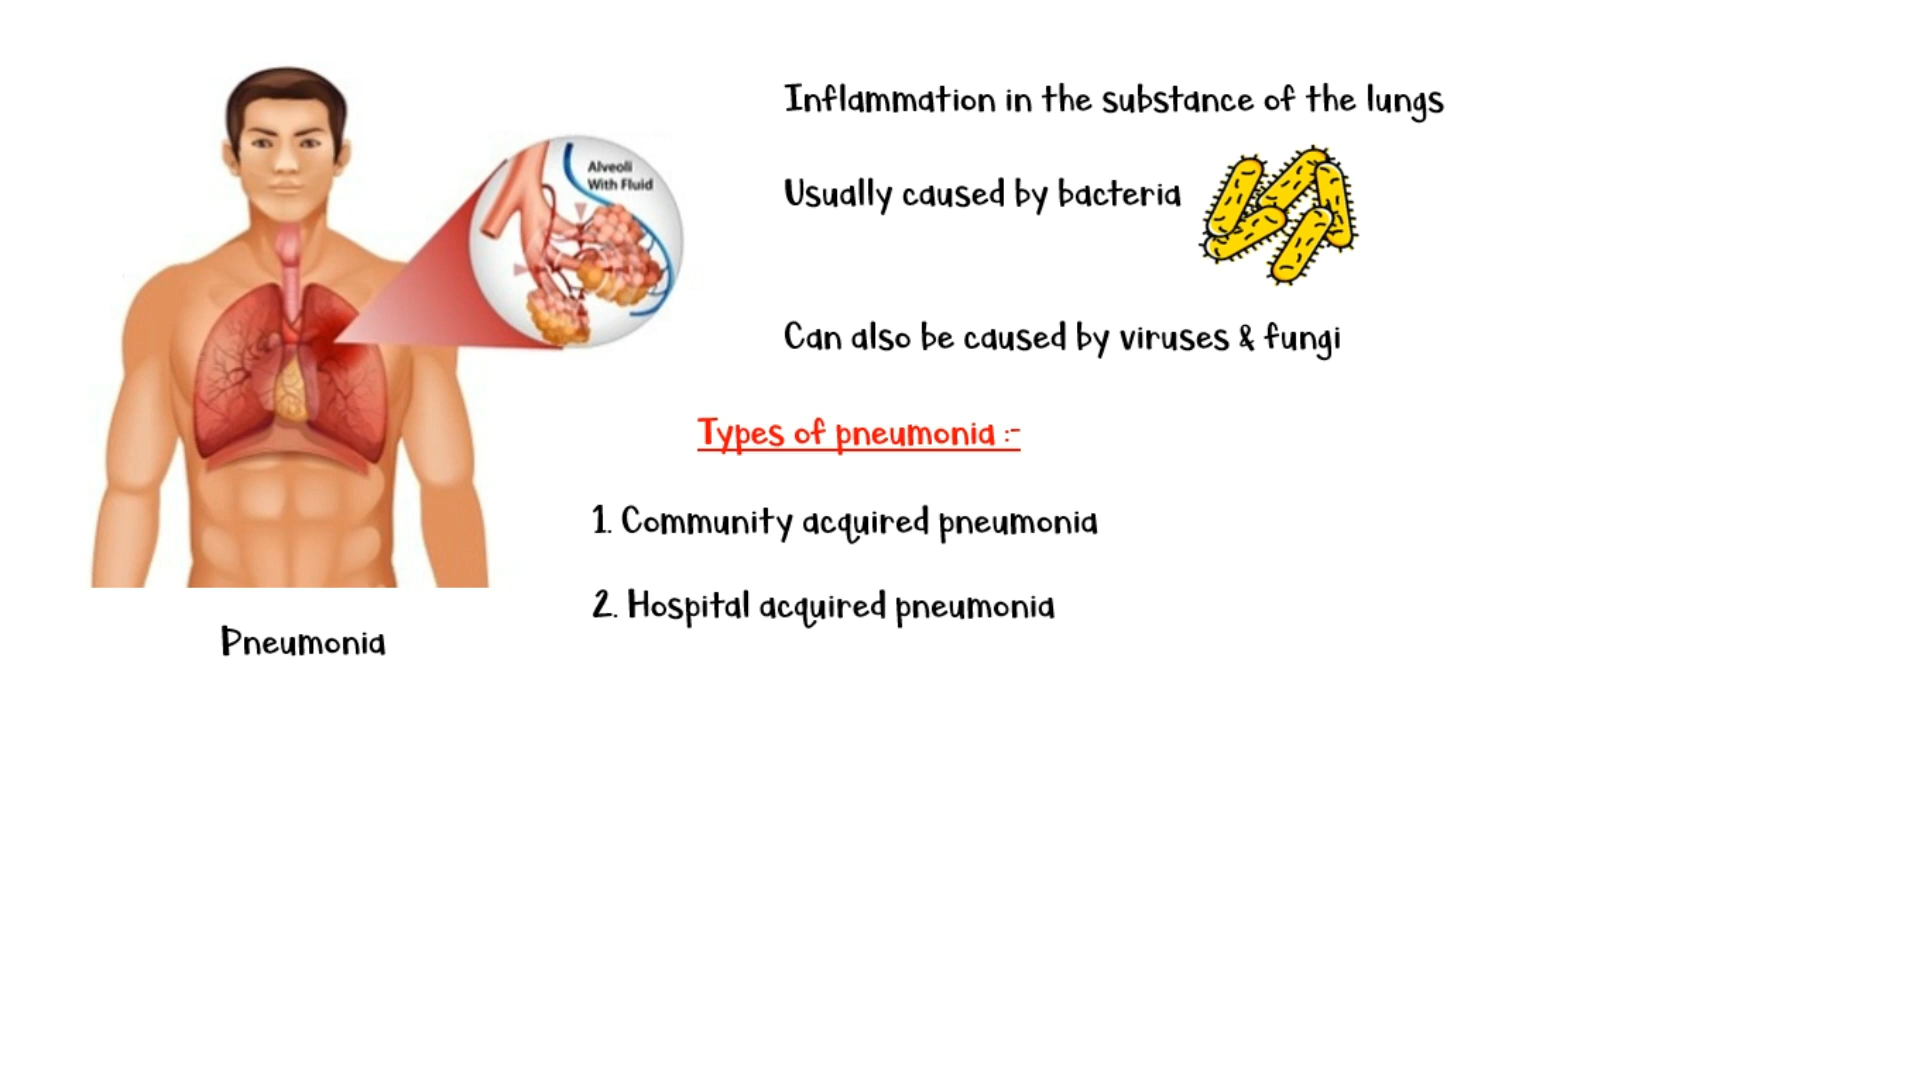 Inflammation in the substance of the lungs
Alveoli
With Fluid
Usually caused by bacteria
Can also be caused by viruses & fungi
Types of pneumonia :-
1. Community acquired pneumonia
2. Hospital acquired pneumonia
Pneumonia